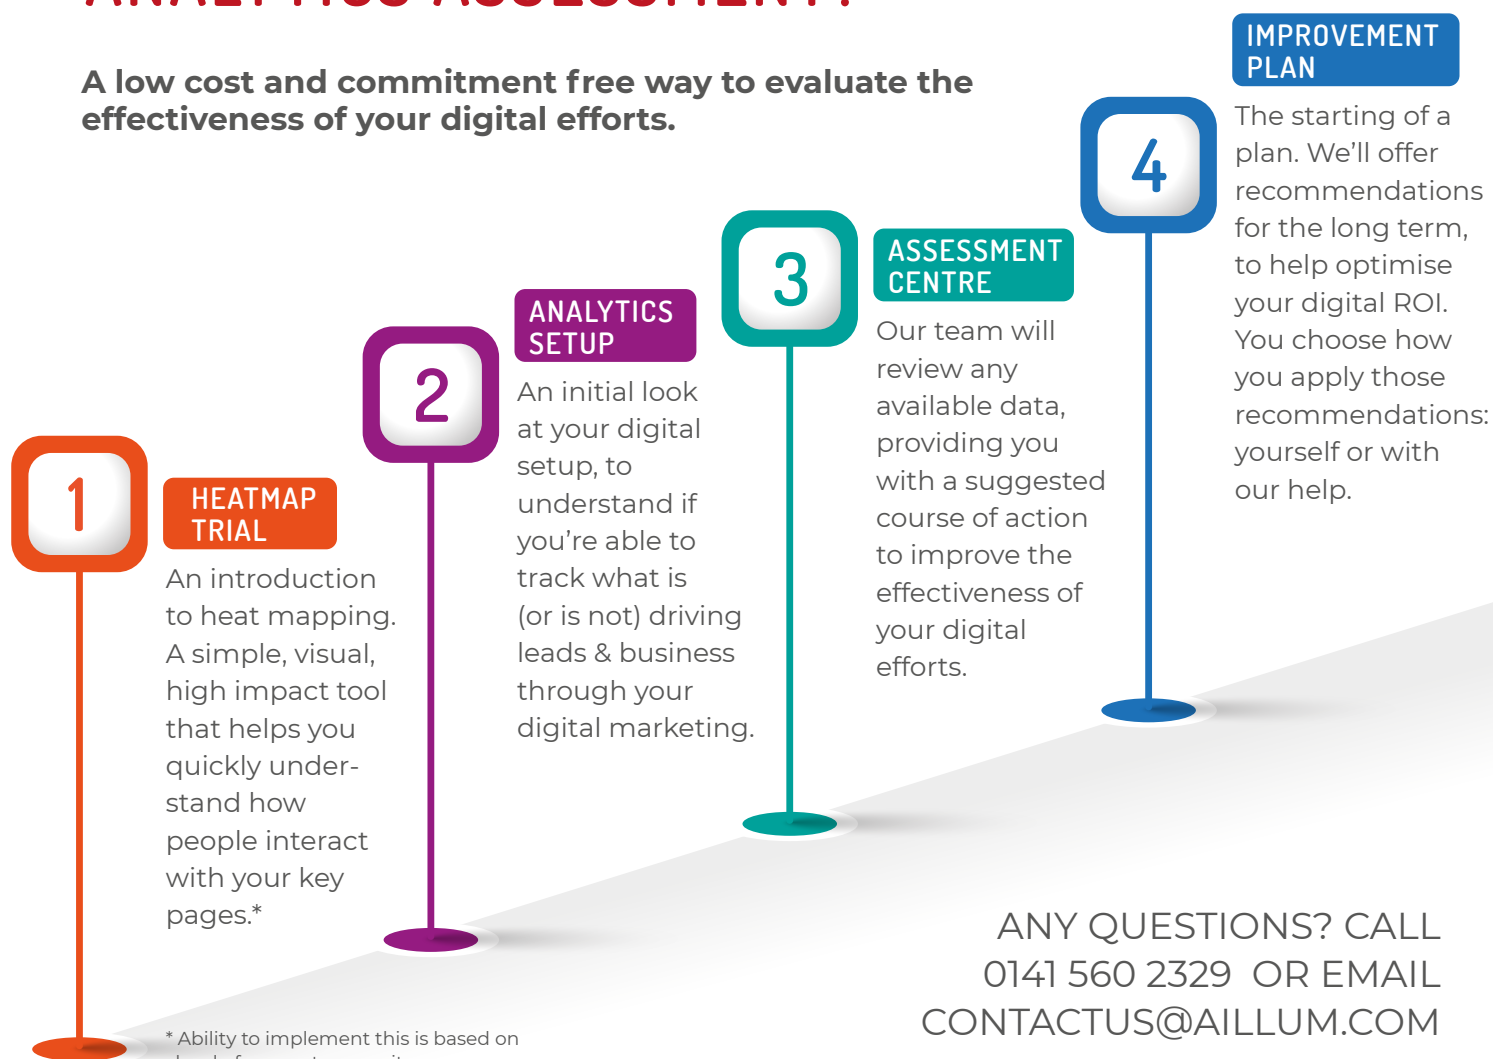 ANALYTICS ASSESSMENT?
A low cost and commitment free way to evaluate the
effectiveness of your digital efforts.
1
HEATMAP
TRIAL
An introduction
to heat mapping.
A simple, visual,
high impact tool
that helps you
quickly under-
stand how
people interact
with your key
pages.*
2
ANALYTICS
SETUP
An initial look
at your digital
setup, to
understand if
you’re able to
track what is
(or is not) driving
leads & business
through your
digital marketing.
3
ASSESSMENT
CENTRE
Our team will
review any
available data,
providing you
with a suggested
course of action
to improve the
effectiveness of
your digital
efforts.
4
IMPROVEMENT
PLAN
The starting of a
plan. We’ll offer
recommendations
for the long term,
to help optimise
your digital ROI.
You choose how
you apply those
recommendations:
yourself or with
our help.
* Ability to implement this is based on
ANY QUESTIONS? CALL
0141 560 2329 OR EMAIL
CONTACTUS@AILLUM.COM